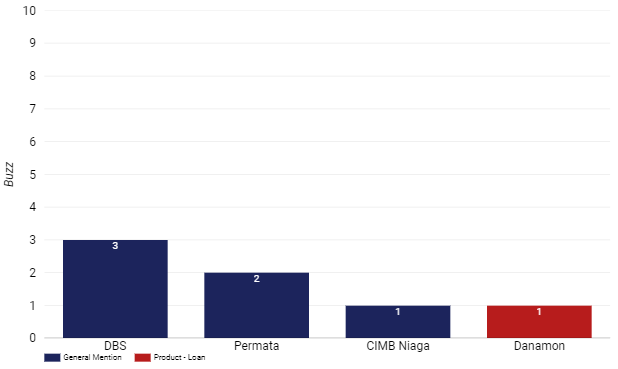 10
9
8
7
6
5
4
3
2
1
0
Buzz
3
2
1
1
DBS
Permata
CIMB Niaga
Danamon
General Mention
Product - Loan